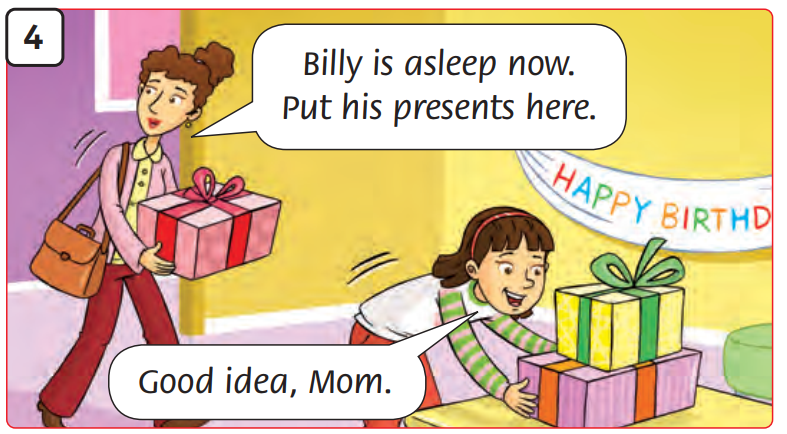 4
Billy is asleep now.
Put his presents here.
HAPPY BIRTHD
Good idea, Mom.